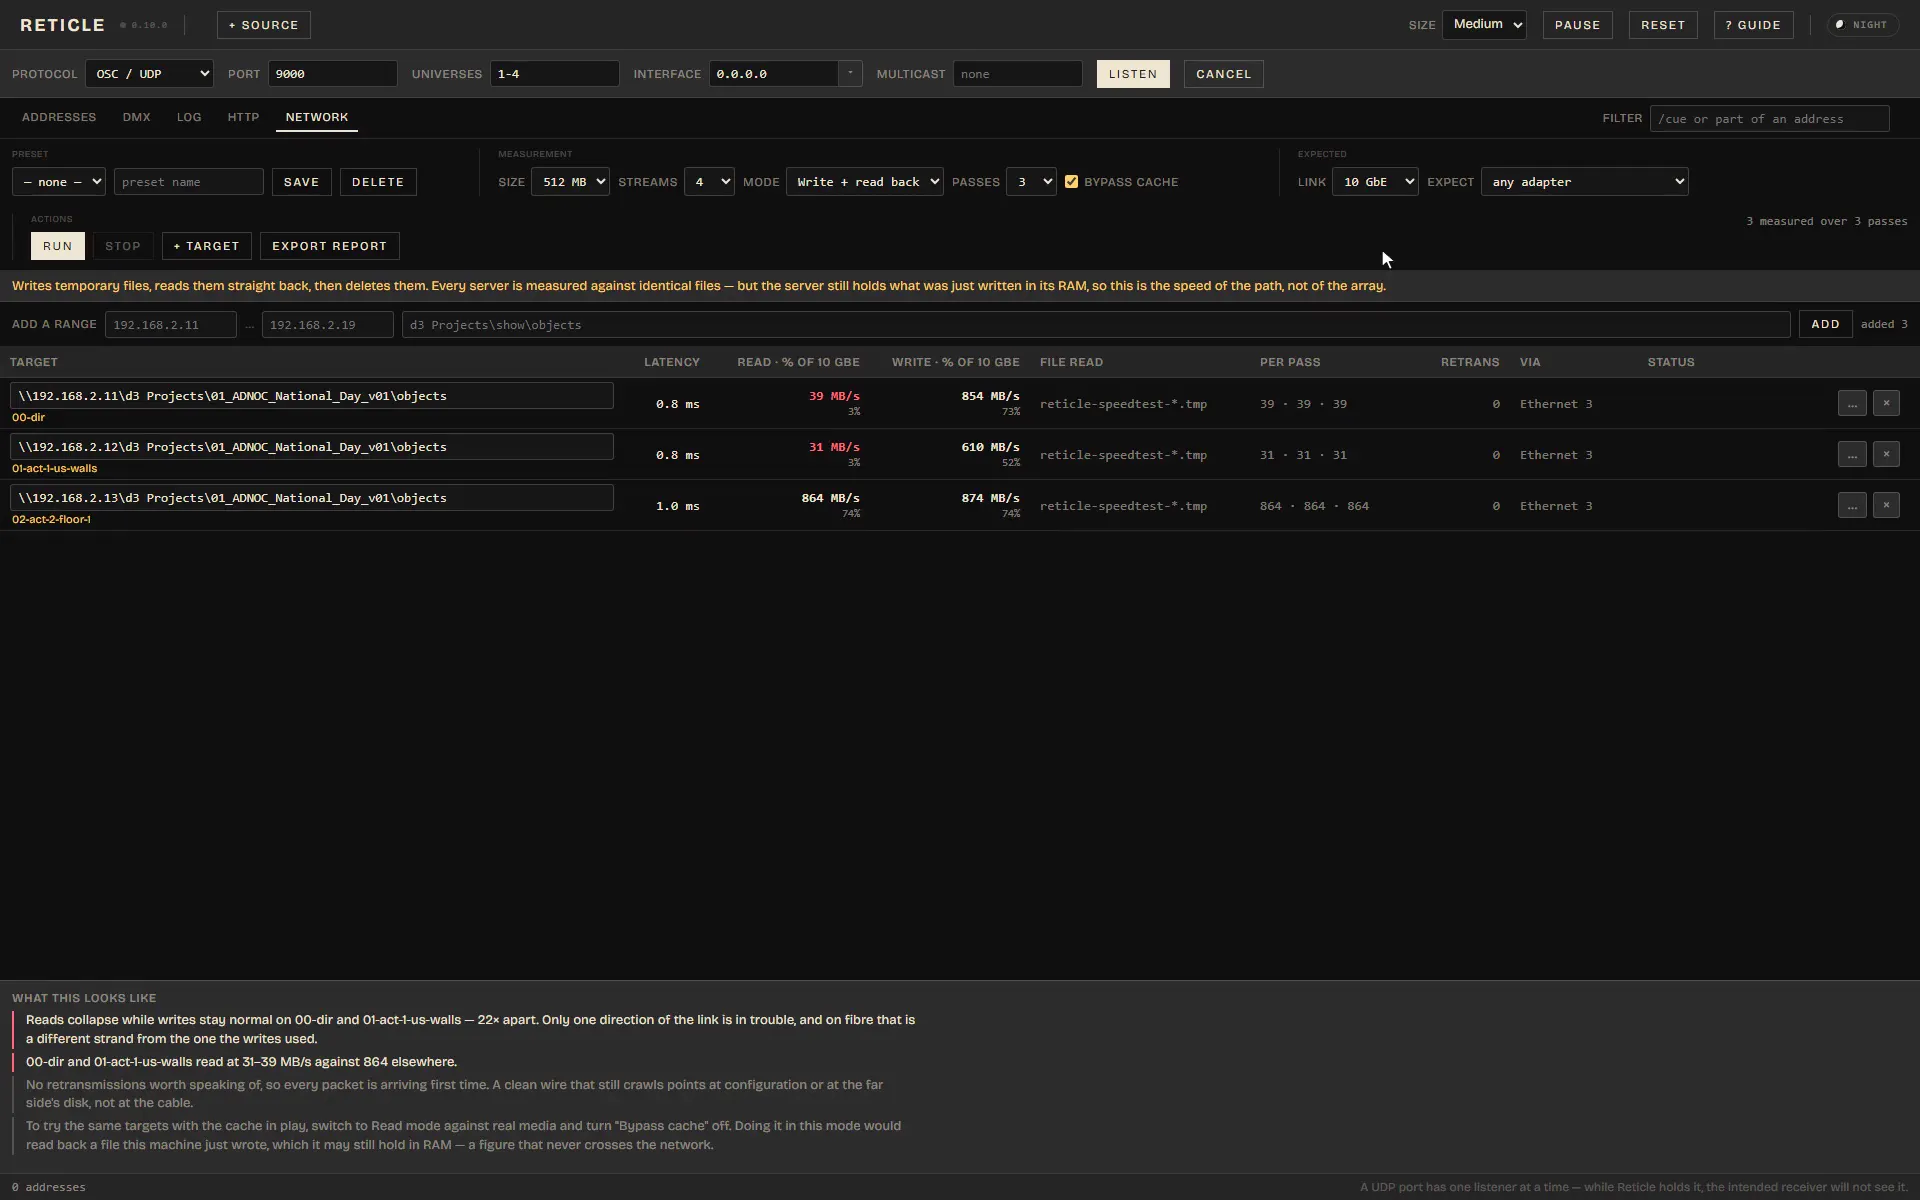 RETICLE 0.10.0 + SOURCE SIZE Medium PAUSE RESET ? GUIDE NIGHT
PROTOCOL OSC / UDP PORT 9000 UNIVERSES 1-4 INTERFACE 0.0.0.0 MULTICAST none LISTEN CANCEL
ADDRESSES DMX LOG HTTP NETWORK FILTER /cue or part of an address
PRESET MEASUREMENT EXPECTED
— none — preset name SAVE DELETE SIZE 512 MB STREAMS 4 MODE Write + read back PASSES 3 BYPASS CACHE LINK 10 GbE EXPECT any adapter
ACTIONS 3 measured over 3 passes
RUN STOP + TARGET EXPORT REPORT
Writes temporary files, reads them straight back, then deletes them. Every server is measured against identical files — but the server still holds what was just written in its RAM, so this is the speed of the path, not of the array.
ADD A RANGE 192.168.2.11 … 192.168.2.19 d3 Projects\show\objects ADD added 3
TARGET LATENCY READ · % OF 10 GBE WRITE · % OF 10 GBE FILE READ PER PASS RETRANS VIA STATUS
\\192.168.2.11\d3 Projects\01_ADNOC_National_Day_v01\objects 0.8 ms 39 MB/s 854 MB/s reticle-speedtest-*.tmp 39 · 39 · 39 0 Ethernet 3 … ×
00-dir 3% 73%
\\192.168.2.12\d3 Projects\01_ADNOC_National_Day_v01\objects 0.8 ms 31 MB/s 610 MB/s reticle-speedtest-*.tmp 31 · 31 · 31 0 Ethernet 3 … ×
01-act-1-us-walls 3% 52%
\\192.168.2.13\d3 Projects\01_ADNOC_National_Day_v01\objects 1.0 ms 864 MB/s 874 MB/s reticle-speedtest-*.tmp 864 · 864 · 864 0 Ethernet 3 … ×
02-act-2-floor-1 74% 74%
WHAT THIS LOOKS LIKE
Reads collapse while writes stay normal on 00-dir and 01-act-1-us-walls — 22× apart. Only one direction of the link is in trouble, and on fibre that is
a different strand from the one the writes used.
00-dir and 01-act-1-us-walls read at 31–39 MB/s against 864 elsewhere.
No retransmissions worth speaking of, so every packet is arriving first time. A clean wire that still crawls points at configuration or at the far
side's disk, not at the cable.
To try the same targets with the cache in play, switch to Read mode against real media and turn "Bypass cache" off. Doing it in this mode would
read back a file this machine just wrote, which it may still hold in RAM — a figure that never crosses the network.
0 addresses A UDP port has one listener at a time — while Reticle holds it, the intended receiver will not see it.